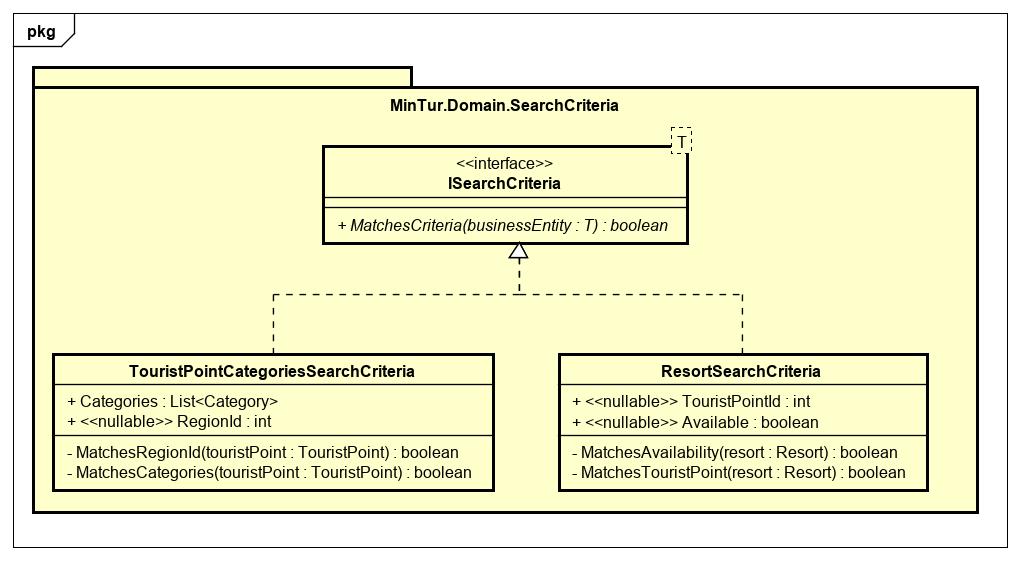 pkg
MinTur.Domain.SearchCriteria
T
<<interface>>
ISearchCriteria
+ MatchesCriteria(businessEntity : T) : boolean
TouristPointCategoriesSearchCriteria
+ Categories : List<Category>
+ <<nullable>> RegionId : int
- MatchesRegionId(touristPoint : TouristPoint) : boolean
- MatchesCategories(touristPoint : TouristPoint) : boolean
ResortSearchCriteria
+ <<nullable>> TouristPointId : int
+ <<nullable>> Available : boolean
- MatchesAvailability(resort : Resort) : boolean
- MatchesTouristPoint(resort : Resort) : boolean